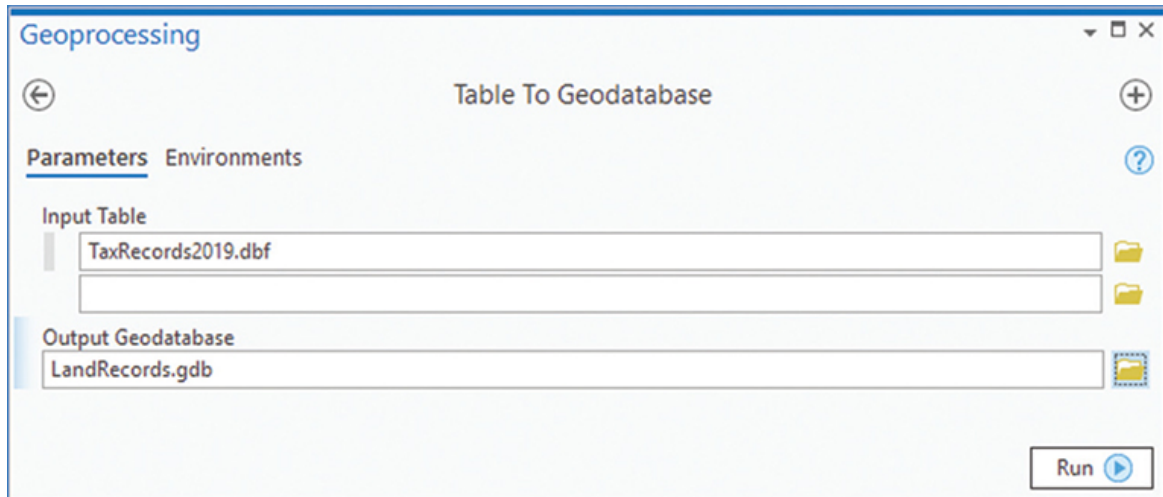 Geoprocessing
Table To Geodatabase
Parameters Environments
Input Table
TaxRecords2019.dbf
Output Geodatabase
LandRecords.gdb
Run